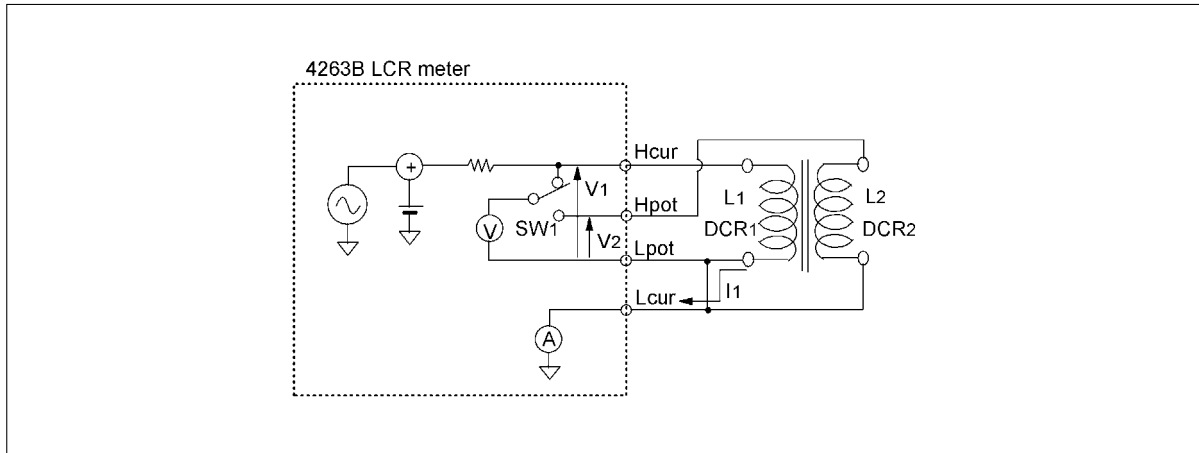 4263B LCR meter
Hcur
V1
L1
L2
+
SW1
Hpot
DCR1
DCR2
V
V2
Lpot
Lcur
I1
A